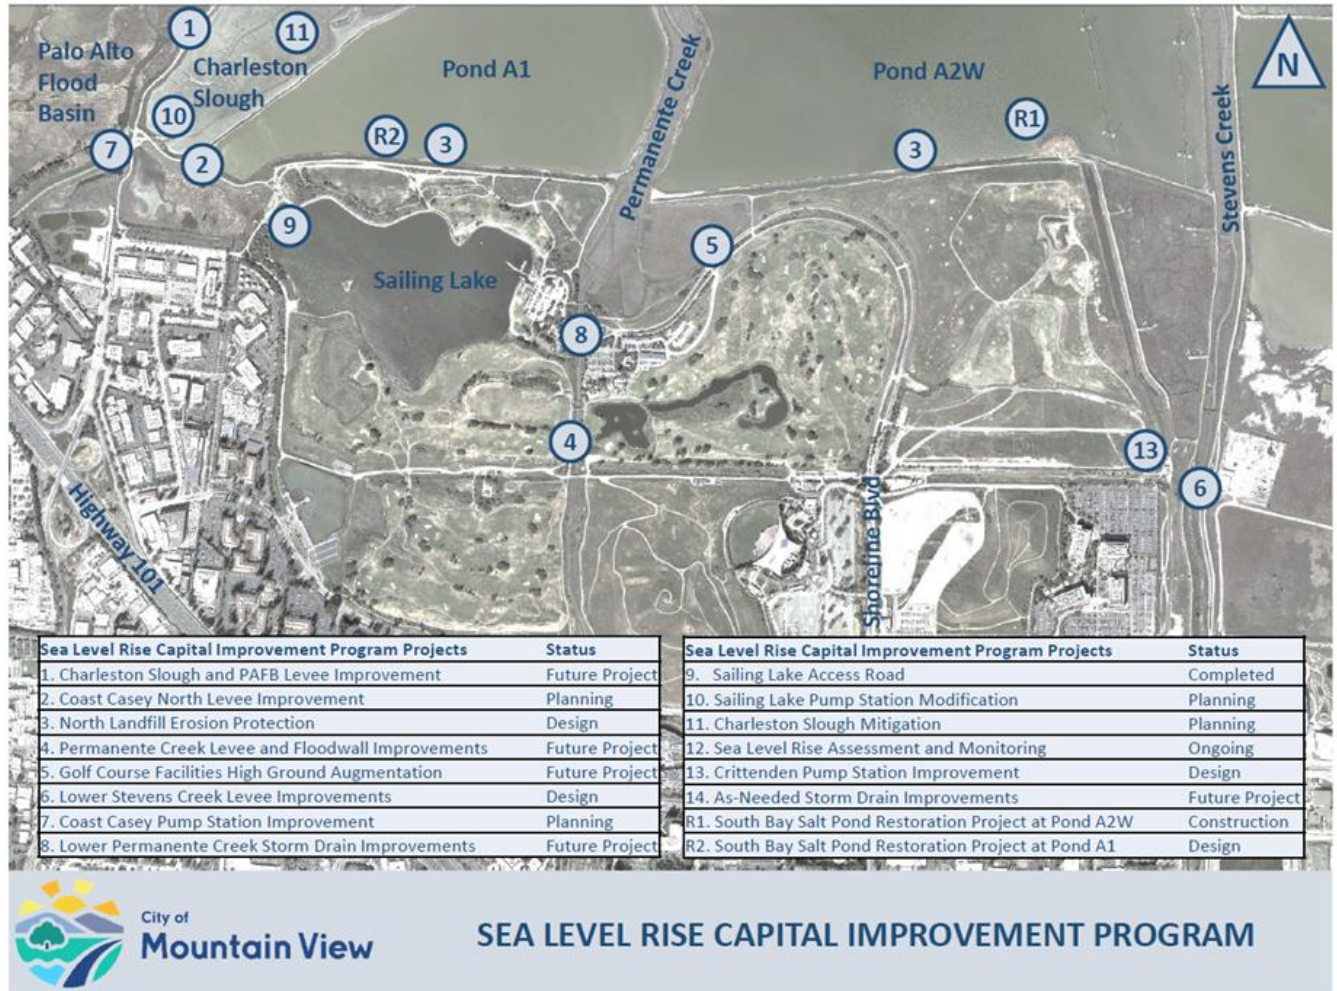 1
11
N
Palo Alto
Flood
Basin
Charleston
Slough
Pond A1
Permanente Creek
Pond A2W
Stevens Creek
10
R2
3
R1
3
7
2
9
5
Sailing Lake
8
4
13
6
Highway 101
Shoreline Blvd
Sea Level Rise Capital Improvement Program Projects Status
1. Charleston Slough and PAFB Levee Improvement Future Project
2. Coast Casey North Levee Improvement Planning
3. North Landfill Erosion Protection Design
4. Permanente Creek Levee and Floodwall Improvements Future Project
5. Golf Course Facilities High Ground Augmentation Future Project
6. Lower Stevens Creek Levee Improvements Design
7. Coast Casey Pump Station Improvement Planning
8. Lower Permanente Creek Storm Drain Improvements Future Project
Sea Level Rise Capital Improvement Program Projects Status
9. Sailing Lake Access Road Completed
10. Sailing Lake Pump Station Modification Planning
11. Charleston Slough Mitigation Planning
12. Sea Level Rise Assessment and Monitoring Ongoing
13. Crittenden Pump Station Improvement Design
14. As-Needed Storm Drain Improvements Future Project
R1. South Bay Salt Pond Restoration Project at Pond A2W Construction
R2. South Bay Salt Pond Restoration Project at Pond A1 Design
City of
Mountain View
SEA LEVEL RISE CAPITAL IMPROVEMENT PROGRAM